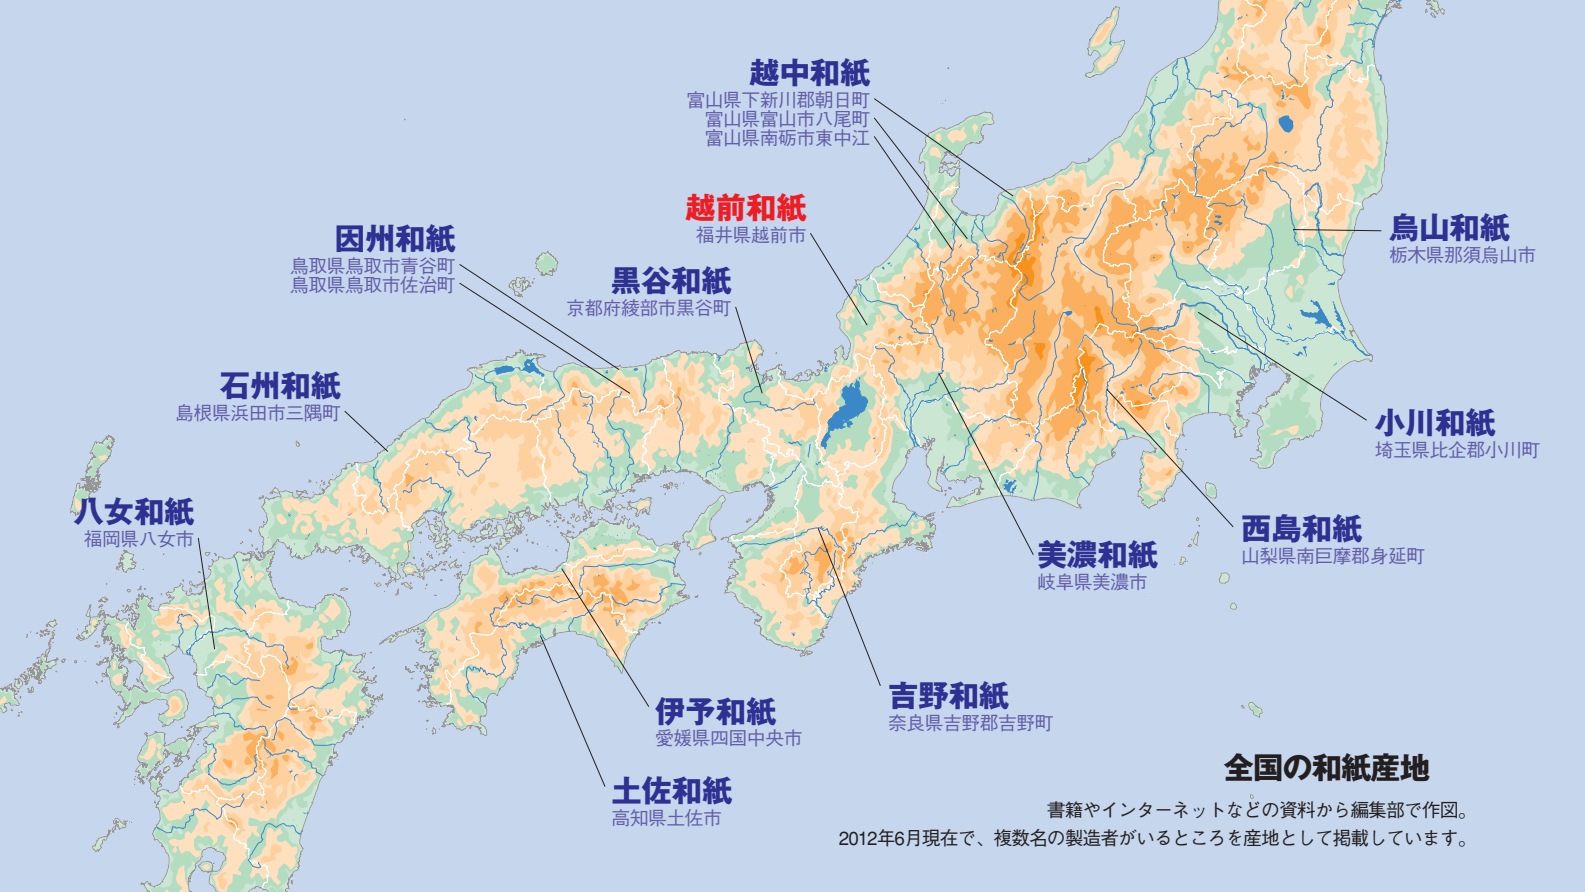 越中和紙
富山県下新川郡朝日町
富山県富山市八尾町
富山県南砺市東中江
越前和紙
福井県越前市
因州和紙
鳥取県鳥取市青谷町
鳥取県鳥取市佐治町
黒谷和紙
京都府綾部市黒谷町
烏山和紙
栃木県那須烏山市
石州和紙
島根県浜田市三隅町
小川和紙
埼玉県比企郡小川町
八女和紙
福岡県八女市
西島和紙
山梨県南巨摩郡身延町
美濃和紙
岐阜県美濃市
吉野和紙
奈良県吉野郡吉野町
伊予和紙
愛媛県四国中央市
土佐和紙
高知県土佐市
全国の和紙産地
書籍やインターネットなどの資料から編集部で作図。
2012年6月現在で、複数名の製造者がいるところを産地として掲載しています。